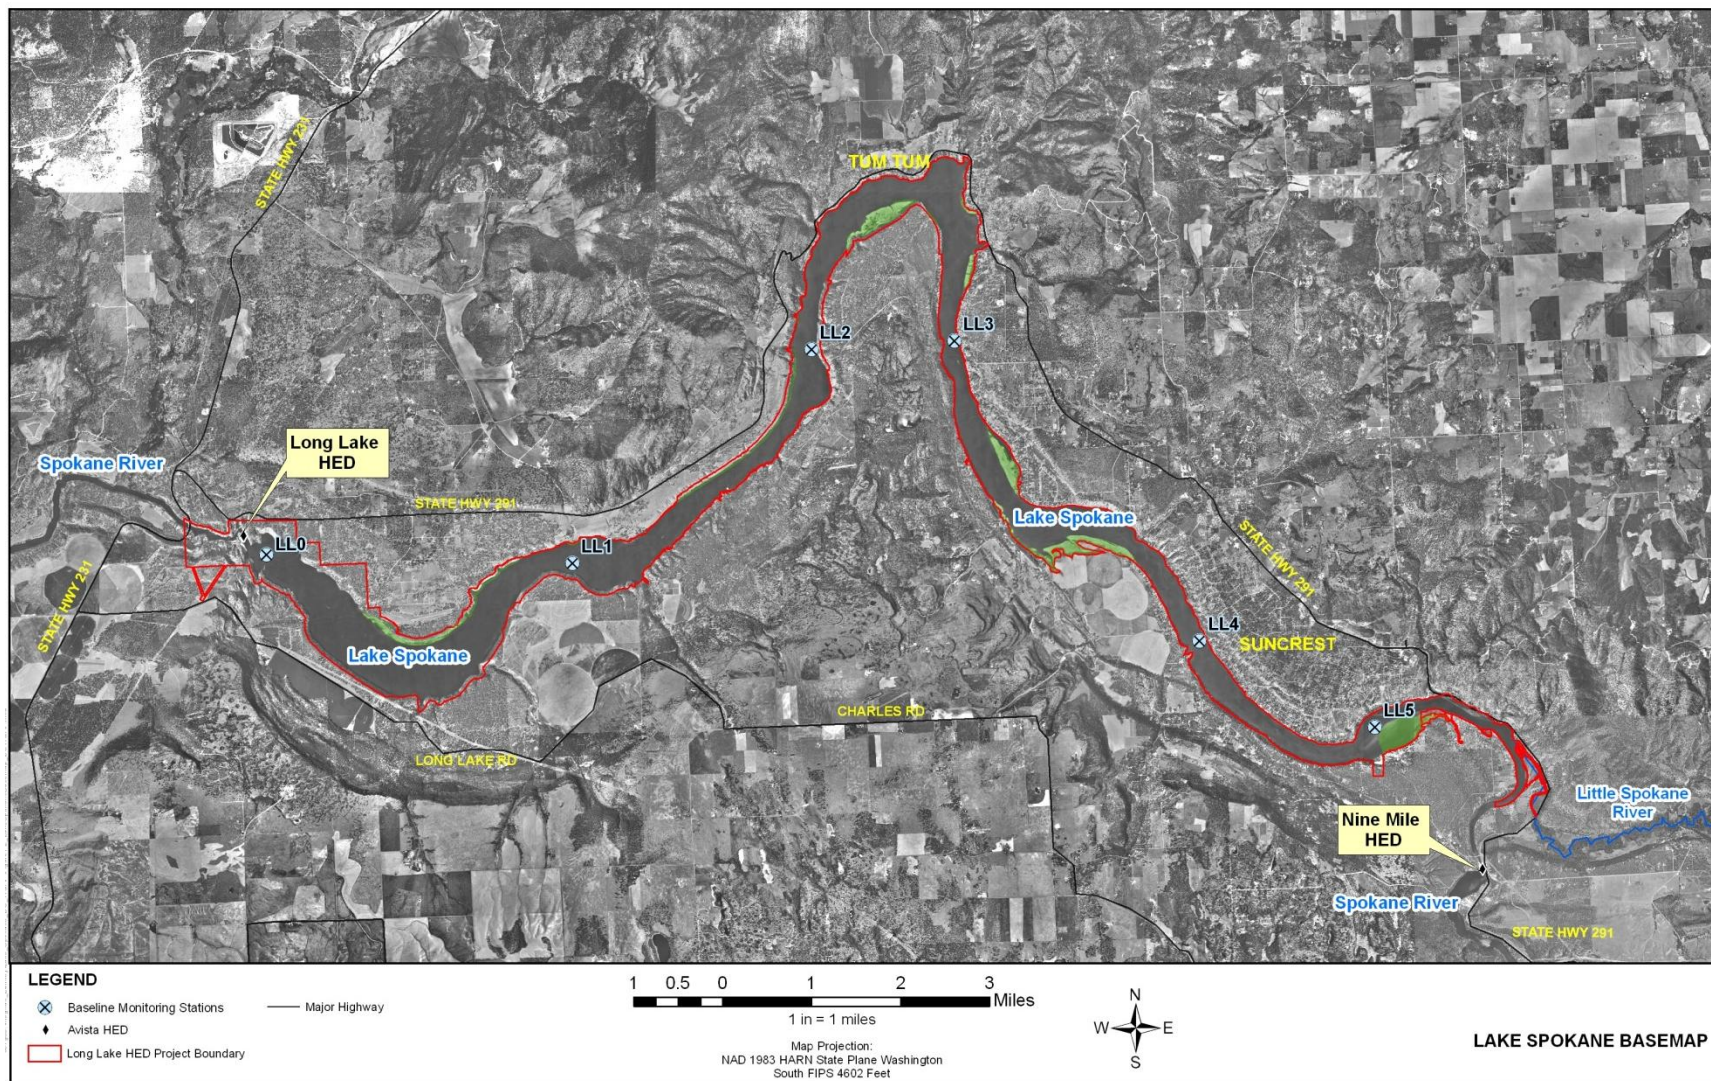 TUM TUM
STATE HWY 231
LL3
LL2
Long Lake
HED
Spokane River
STATE HWY 291
Lake Spokane
LL0
LL1
STATE HWY 291
STATE HWY 231
LL4
SUNCREST
Lake Spokane
CHARLES RD
LL5
LONG LAKE RD
Little Spokane
River
Nine Mile
HED
Spokane River
STATE HWY 291
LEGEND
Baseline Monitoring Stations
Major Highway
Avista HED
Long Lake HED Project Boundary
1 0.5 0 1 2 3 Miles
1 in = 1 miles
Map Projection:
NAD 1983 HARN State Plane Washington
South FIPS 4602 Feet
N
W E
S
LAKE SPOKANE BASEMAP